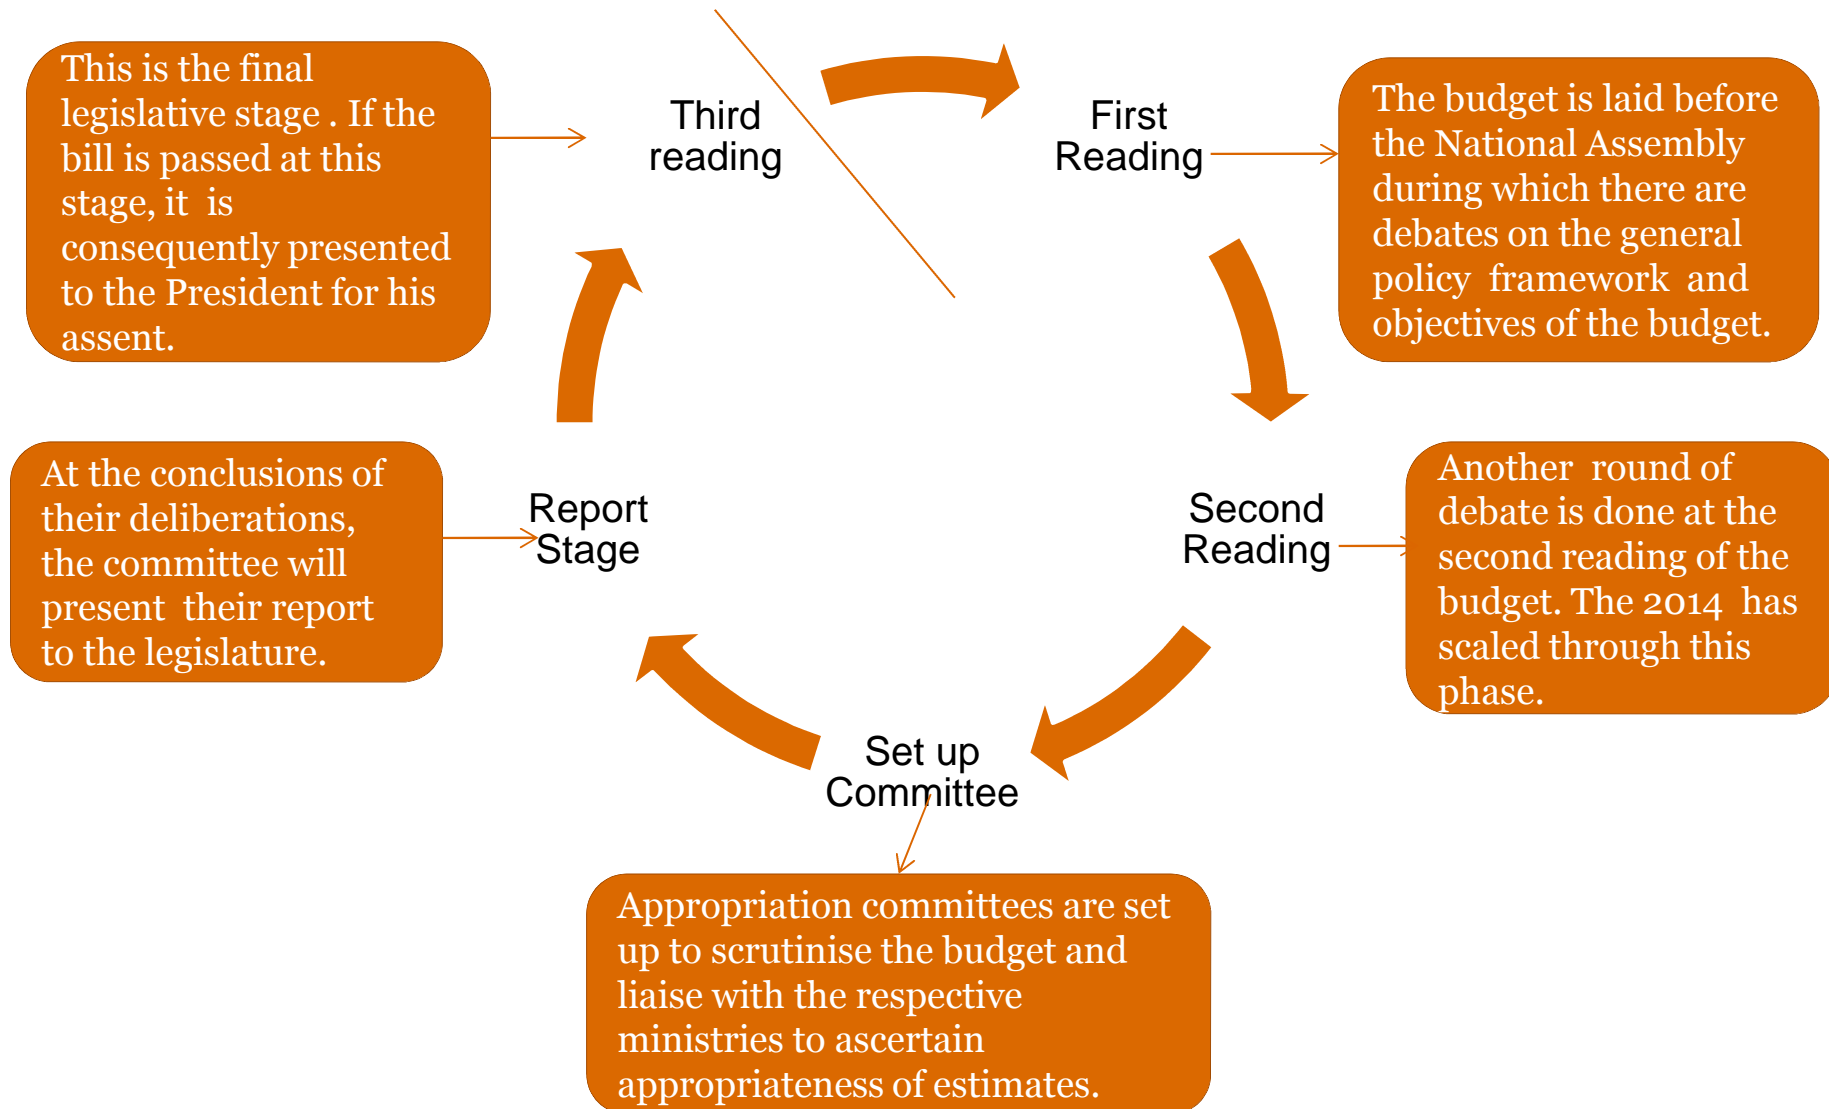 This is the final
legislative stage . If the
bill is passed at this
stage, it  is
consequently presented
to the President for his
assent.
Third
reading
First
Reading
The budget is laid before
the National Assembly
during which there are
debates on the general
policy  framework  and
objectives of the budget.
At the conclusions of
their deliberations,
the committee will
present  their report
to the legislature.
Report
Stage
Second
Reading
Another  round of
debate is done at the
second reading of the
budget. The 2014  has
scaled through this
phase.
Set up
Committee
Appropriation committees are set
up to scrutinise the budget and
liaise with the respective
ministries to ascertain
appropriateness of estimates.